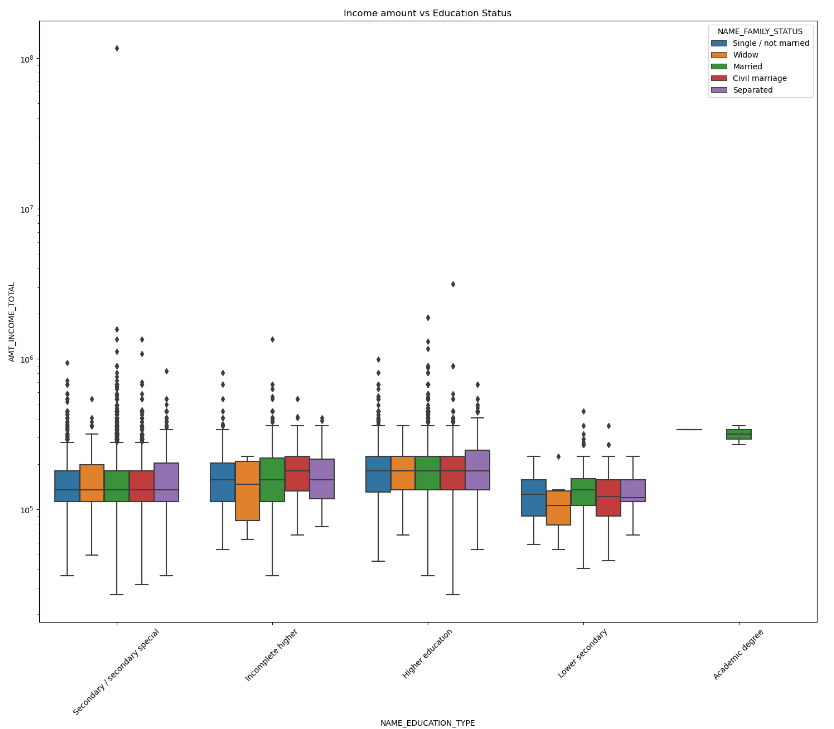 Income amount vs Education Status
NAME_FAMILY_STATUS
Single / not married
Widow
Married
Civil marriage
Separated
10^8
10^7
10^6
10^5
AMT_INCOME_TOTAL
Secondary / secondary special
Incomplete higher
Higher education
Lower secondary
Academic degree
NAME_EDUCATION_TYPE